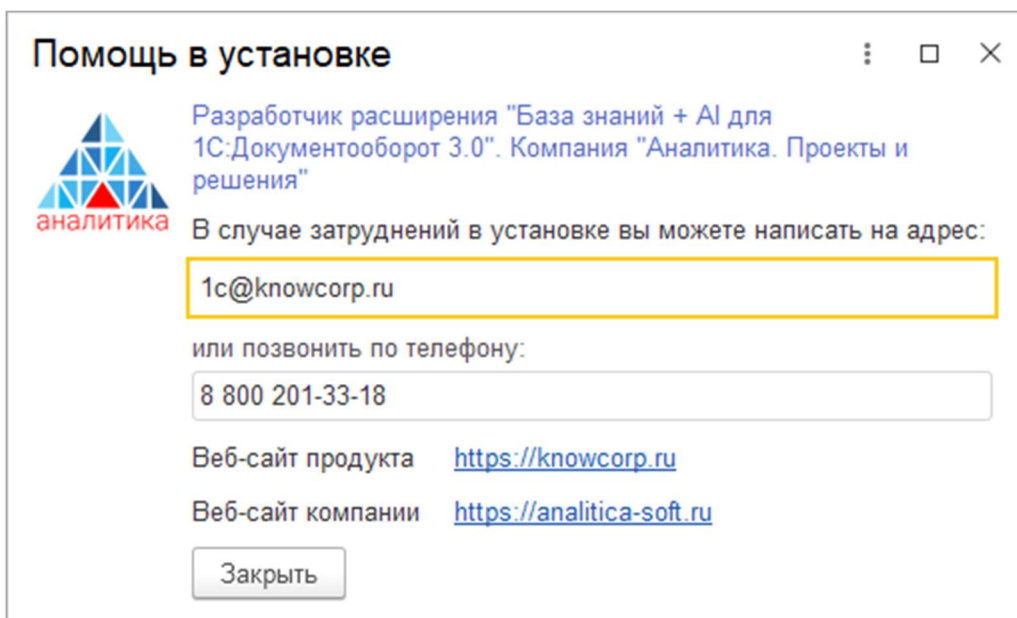 Помощь в установке
Разработчик расширения "База знаний + AI для
1С:Документооборот 3.0". Компания "Аналитика. Проекты и
решения"
аналитика
В случае затруднений в установке вы можете написать на адрес:
1c@knowcorp.ru
или позвонить по телефону:
8 800 201-33-18
Веб-сайт продукта https://knowcorp.ru
Веб-сайт компании https://analitica-soft.ru
Закрыть